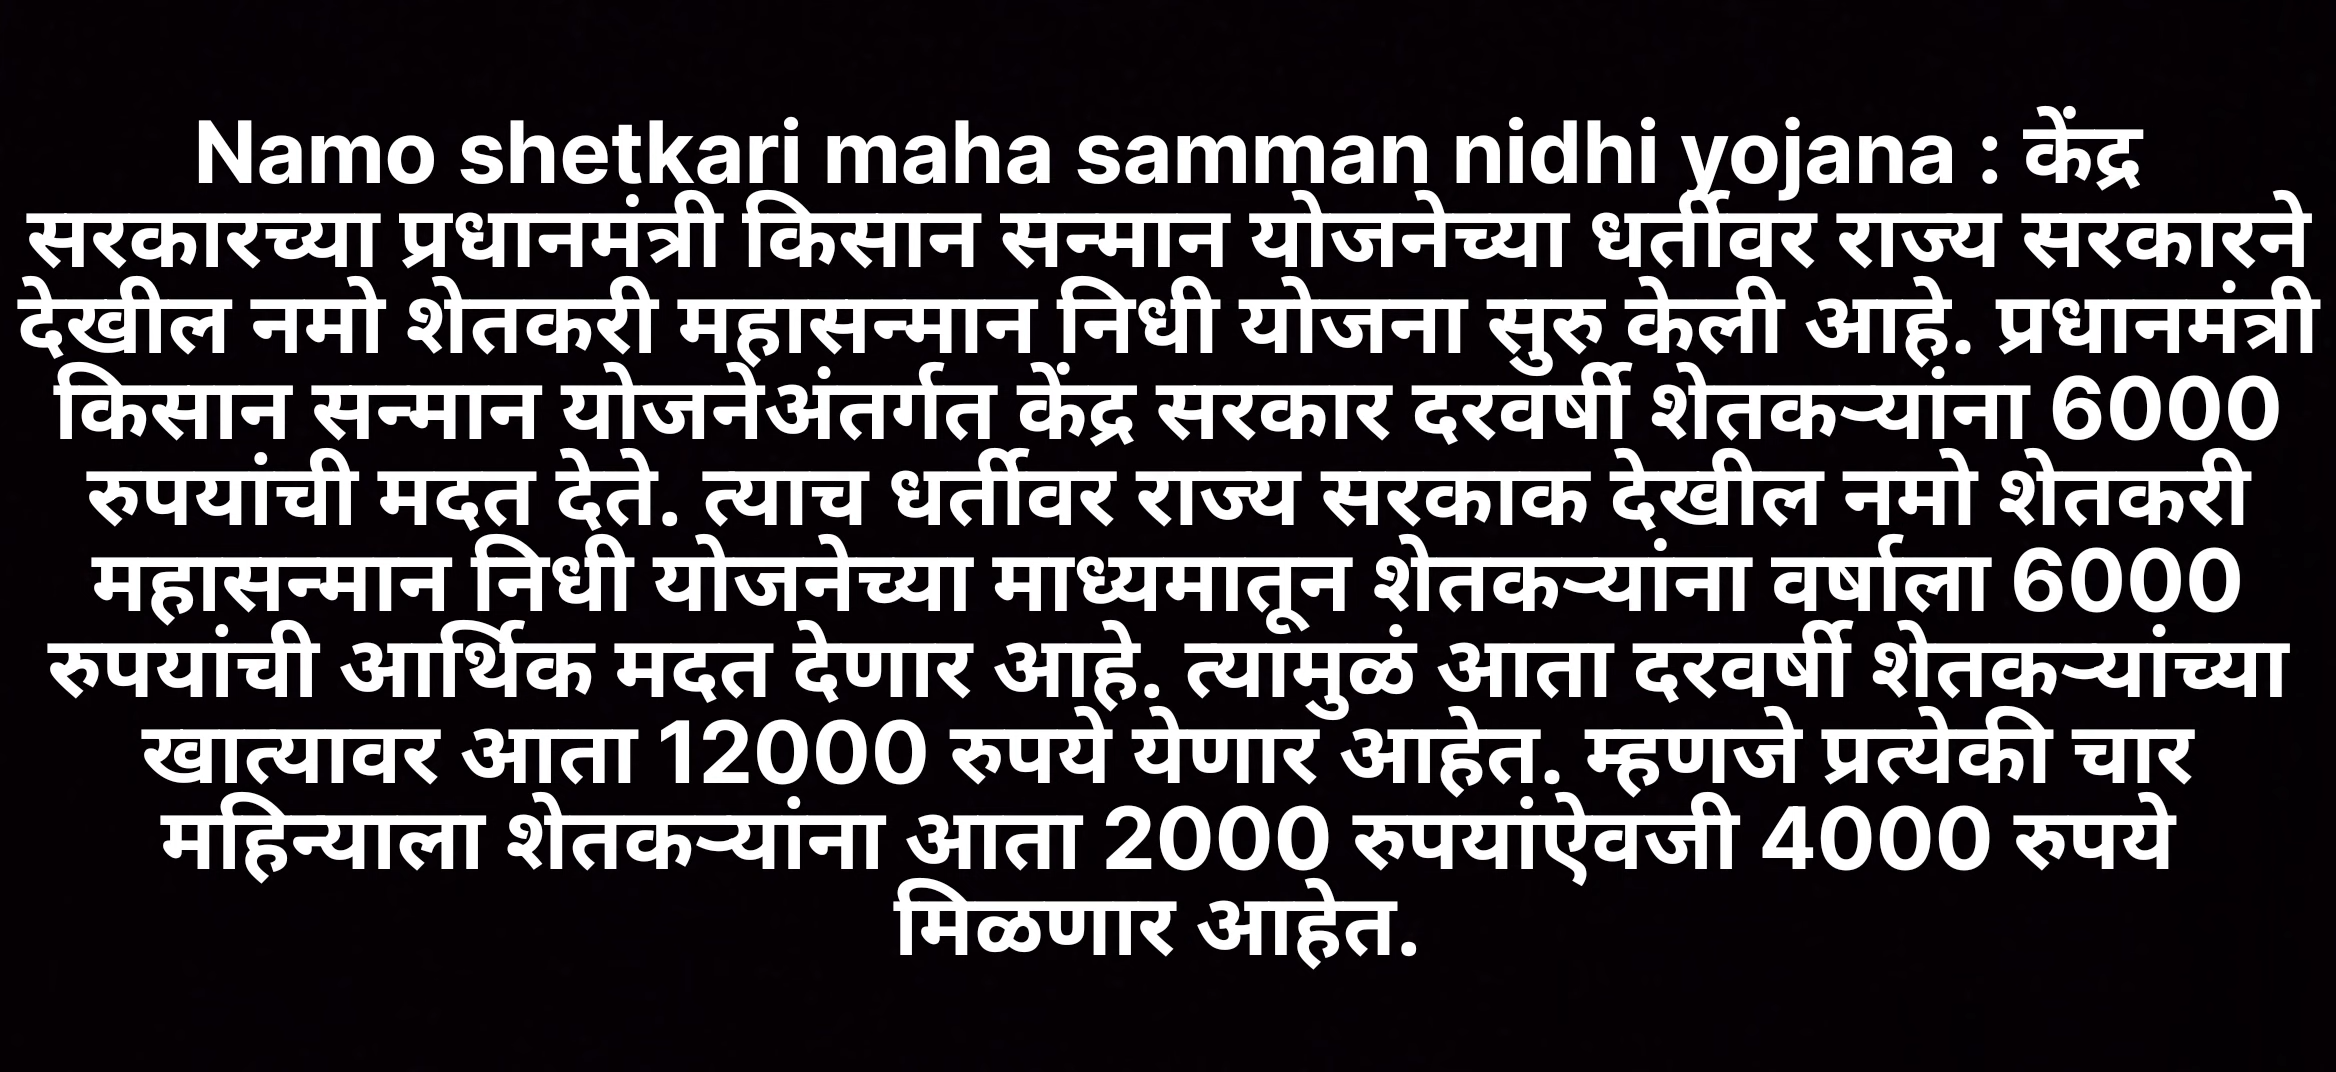 Namo shetkari maha samman nidhi yojana : केंद्र
सरकारच्या प्रधानमंत्री किसान सन्मान योजनेच्या धर्तीवर राज्य सरकारने
देखील नमो शेतकरी महासन्मान निधी योजना सुरु केली आहे. प्रधानमंत्री
किसान सन्मान योजनेअंतर्गत केंद्र सरकार दरवर्षी शेतकऱ्यांना 6000
रुपयांची मदत देते. त्याच धर्तीवर राज्य सरकाक देखील नमो शेतकरी
महासन्मान निधी योजनेच्या माध्यमातून शेतकऱ्यांना वर्षाला 6000
रुपयांची आर्थिक मदत देणार आहे. त्यामुळं आता दरवर्षी शेतकऱ्यांच्या
खात्यावर आता 12000 रुपये येणार आहेत. म्हणजे प्रत्येकी चार
महिन्याला शेतकऱ्यांना आता 2000 रुपयांऐवजी 4000 रुपये
मिळणार आहेत.